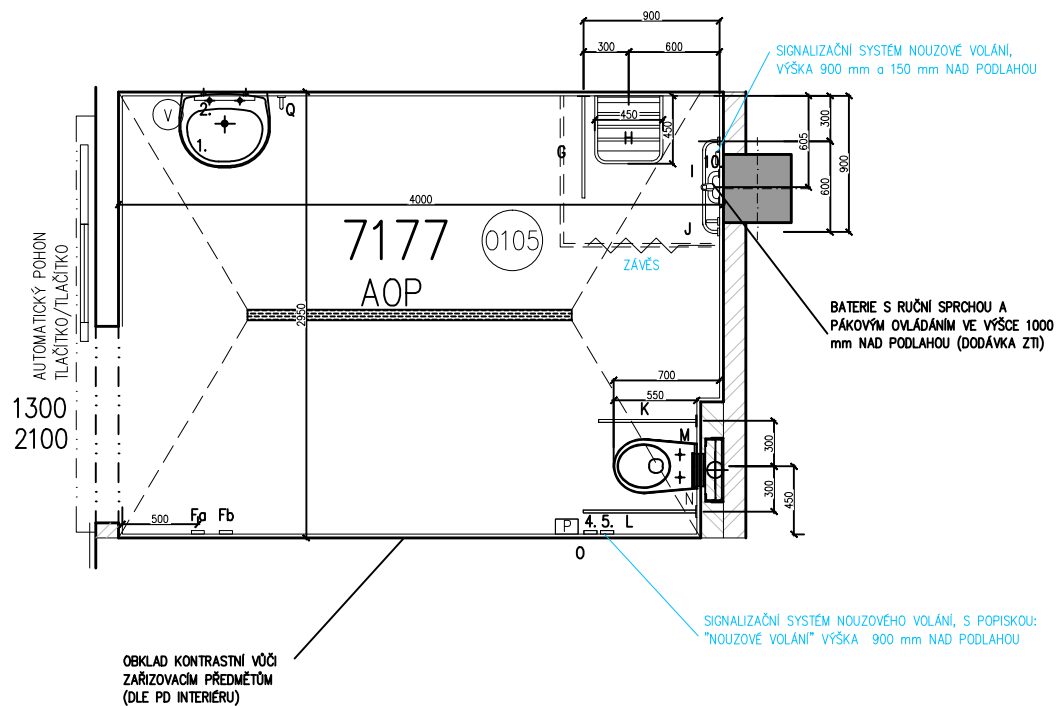 900
300
600
SIGNALIZAČNÍ SYSTÉM NOUZOVÉ VOLÁNÍ,
VÝŠKA 900 mm a 150 mm NAD PODLAHOU
V
2.
1.
Q
450
H
450
G
I
10.
J
300
605
600
900
4000
7177
0105
AOP
ZÁVĚS
2950
AUTOMATICKÝ POHON
TLAČÍTKO/TLAČÍTKO
1300
2100
BATERIE S RUČNÍ SPRCHOU A
PÁKOVÝM OVLÁDÁNÍM VE VÝŠCE 1000
mm NAD PODLAHOU (DODÁVKA ZTI)
700
550
K
M
N
300
300
450
500
Fa
Fb
P
4.
5.
L
O
SIGNALIZAČNÍ SYSTÉM NOUZOVÉHO VOLÁNÍ, S POPISKOU:
"NOUZOVÉ VOLÁNÍ" VÝŠKA 900 mm NAD PODLAHOU
OBKLAD KONTRASTNÍ VŮČI
ZAŘIZOVACÍM PŘEDMĚTŮM
(DLE PD INTERIÉRU)